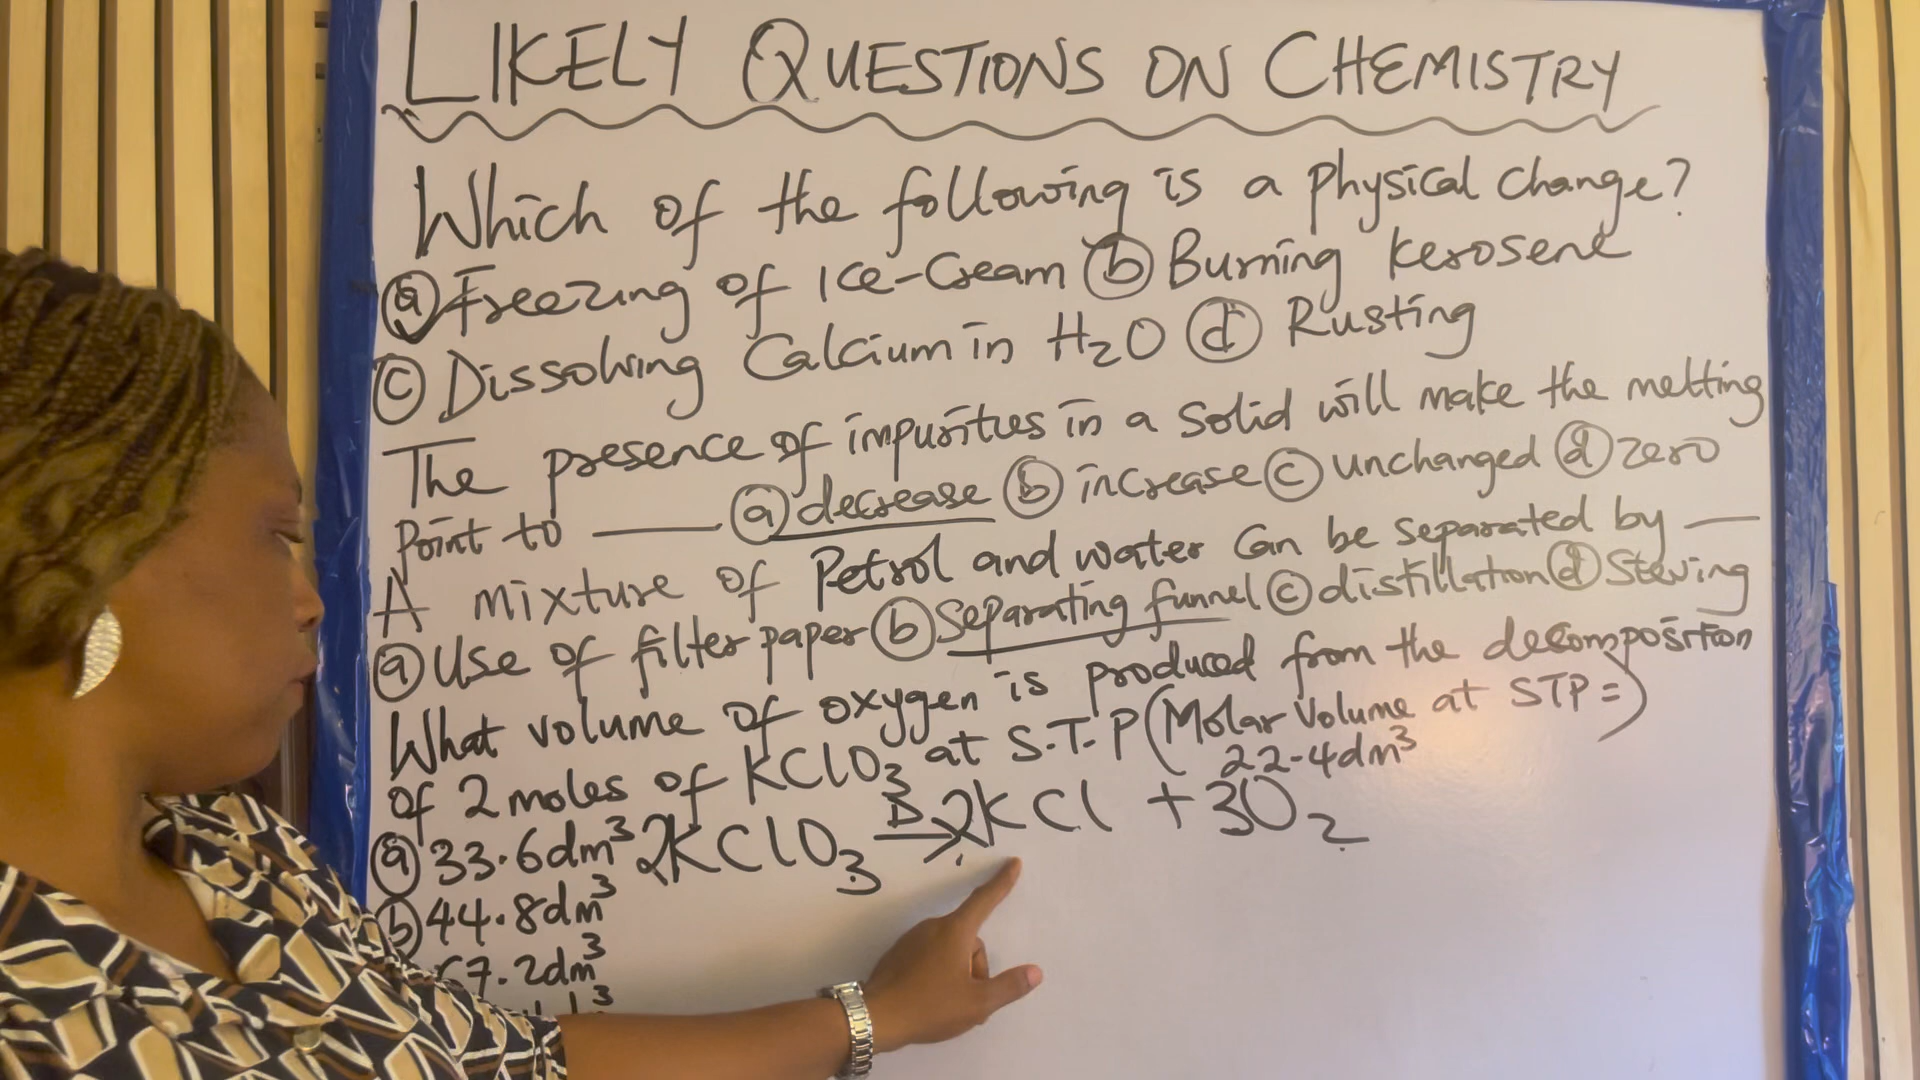 LIKELY QUESTIONS ON CHEMISTRY
Which of the following is a physical change?
(a) Freezing of Ice-Cream (b) Burning kerosene
(c) Dissolving Calcium in H₂O (d) Rusting
The presence of impurities in a solid will make the melting
point to ____ (a) decrease (b) increase (c) unchanged (d) zero
A mixture of Petrol and water can be separated by __
(a) Use of filter paper (b) Separating funnel (c) distillation (d)
What volume of oxygen is produced from the decomposition
of 2 moles of KClO₃ at S.T.P (Molar Volume at STP =)
22.4dm³
(a) 33.6dm³ 2KClO₃ Δ→ 2KCl + 3O₂
(b) 44.8dm³
67.2dm³